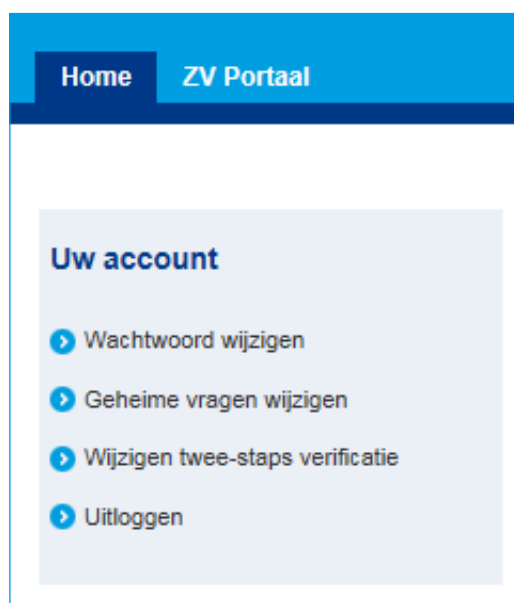 Home ZV Portaal
Uw account
Wachtwoord wijzigen
Geheime vragen wijzigen
Wijzigen twee-staps verificatie
Uitloggen